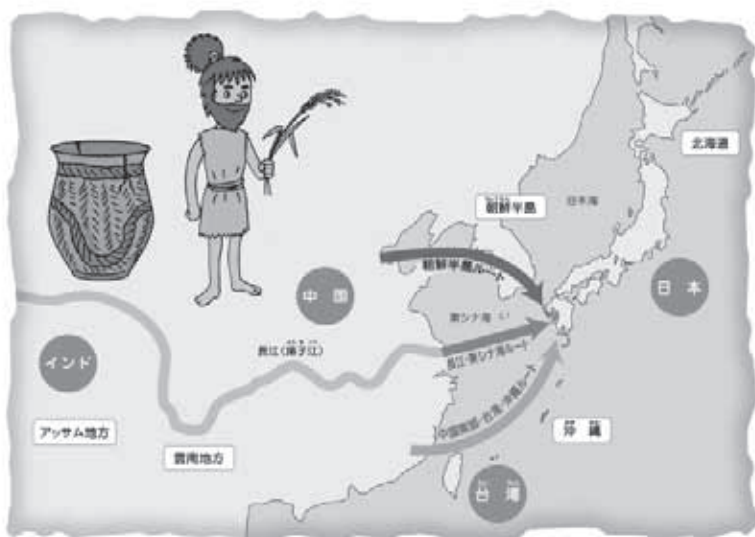 北海道
朝鮮半島
日本海
朝鮮半島ルート
中国
日本
東シナ海
長江(揚子江)
長江・東シナ海ルート
インド
中国南部・台湾・沖縄ルート
アッサム地方
雲南地方
沖縄
台湾